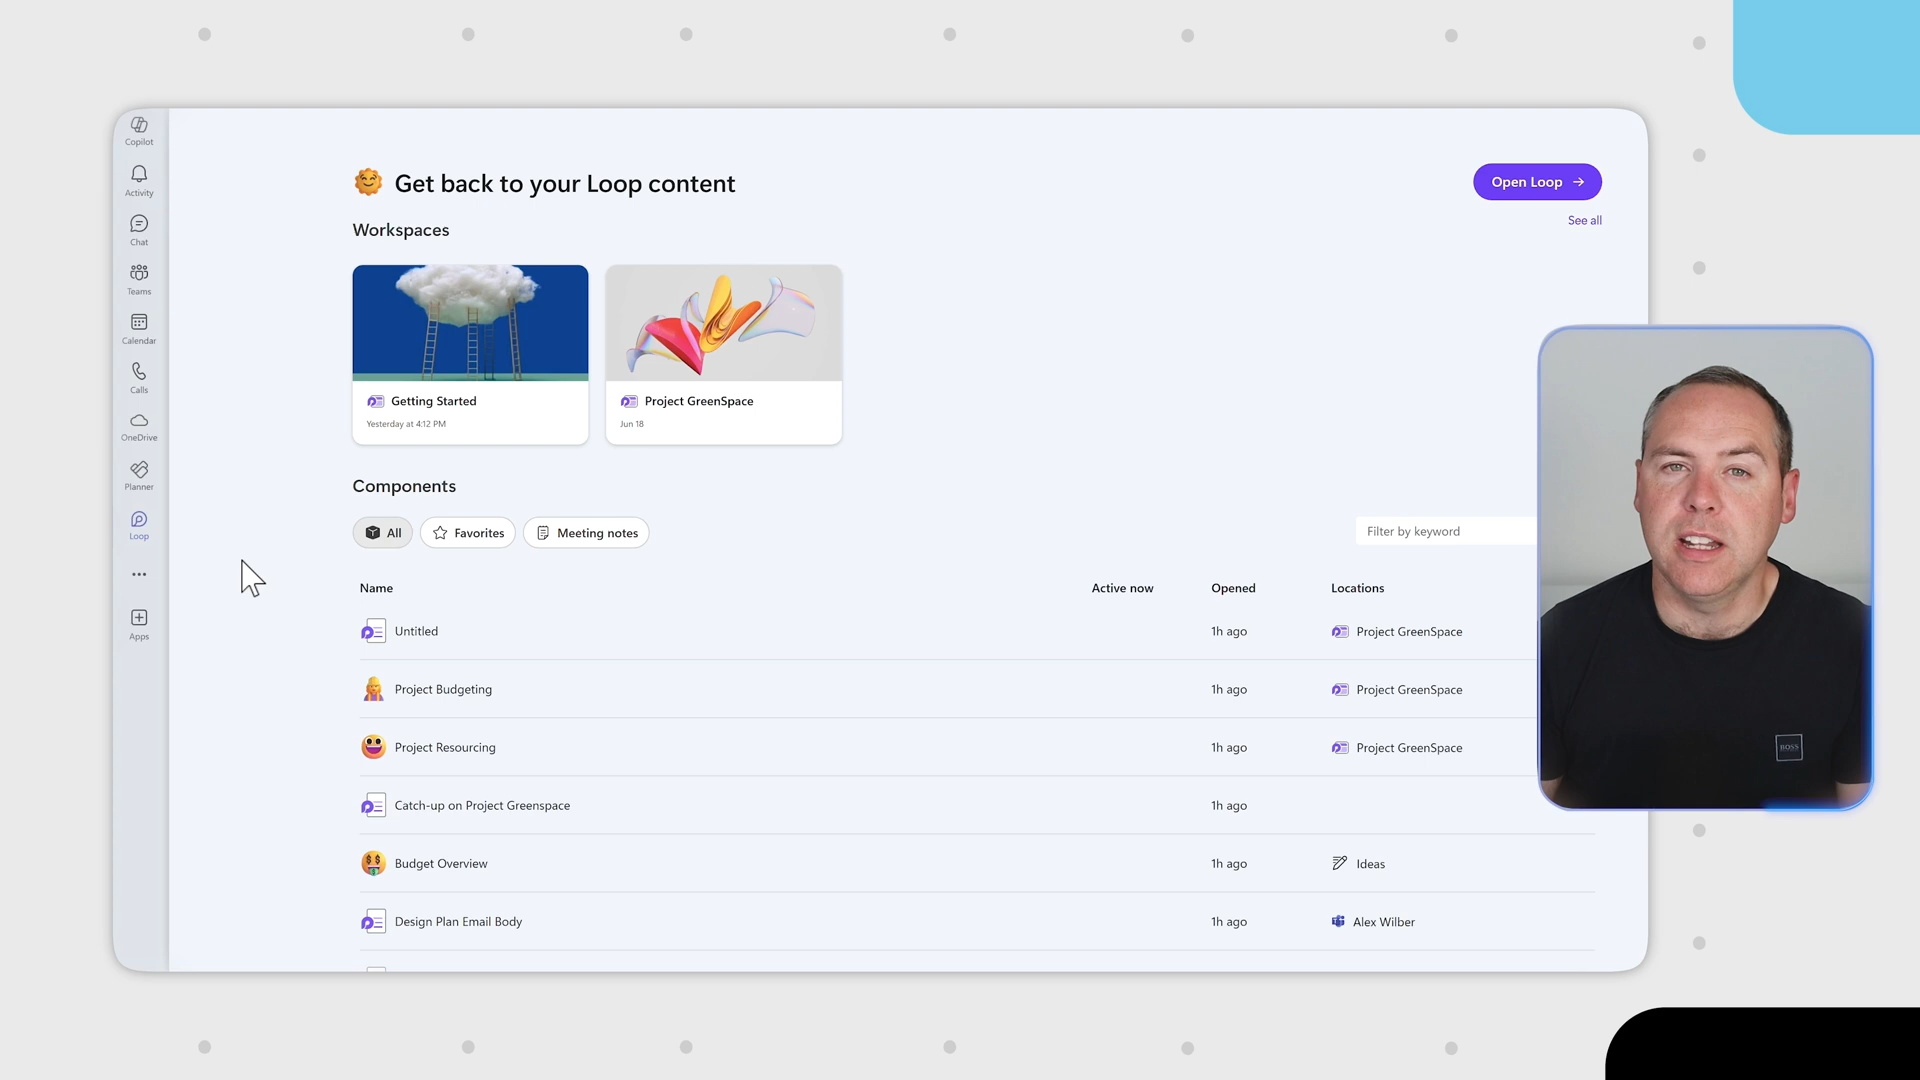 Copilot
Activity
Chat
Teams
Calendar
Calls
OneDrive
Planner
Loop
Apps
Get back to your Loop content
Open Loop
See all
Workspaces
Getting Started
Yesterday at 4:12 PM
Project GreenSpace
Jun 18
Components
All
Favorites
Meeting notes
Filter by keyword
Name Active now Opened Locations
Untitled 1h ago Project GreenSpace
Project Budgeting 1h ago Project GreenSpace
Project Resourcing 1h ago Project GreenSpace
Catch-up on Project Greenspace 1h ago
Budget Overview 1h ago Ideas
Design Plan Email Body 1h ago Alex Wilber
BOSS